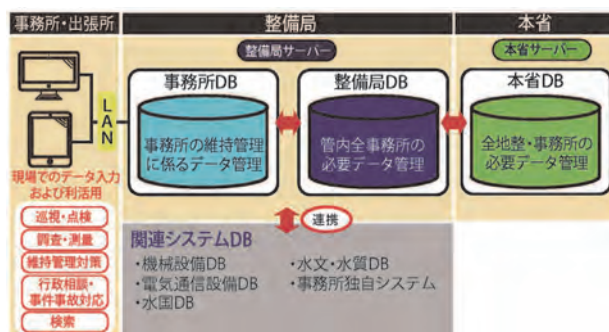 事務所・出張所
整備局
本省
整備局サーバー
本省サーバー
LAN
事務所DB
事務所の維持管理
に係るデータ管理
整備局DB
管内全事務所の
必要データ管理
本省DB
全地整・事務所の
必要データ管理
現場でのデータ入力
および利活用
巡視・点検
調査・測量
維持管理対策
行政相談・
事件事故対応
検索
連携
関連システムDB
・機械設備DB
・電気通信設備DB
・水国DB
・水文・水質DB
・事務所独自システム